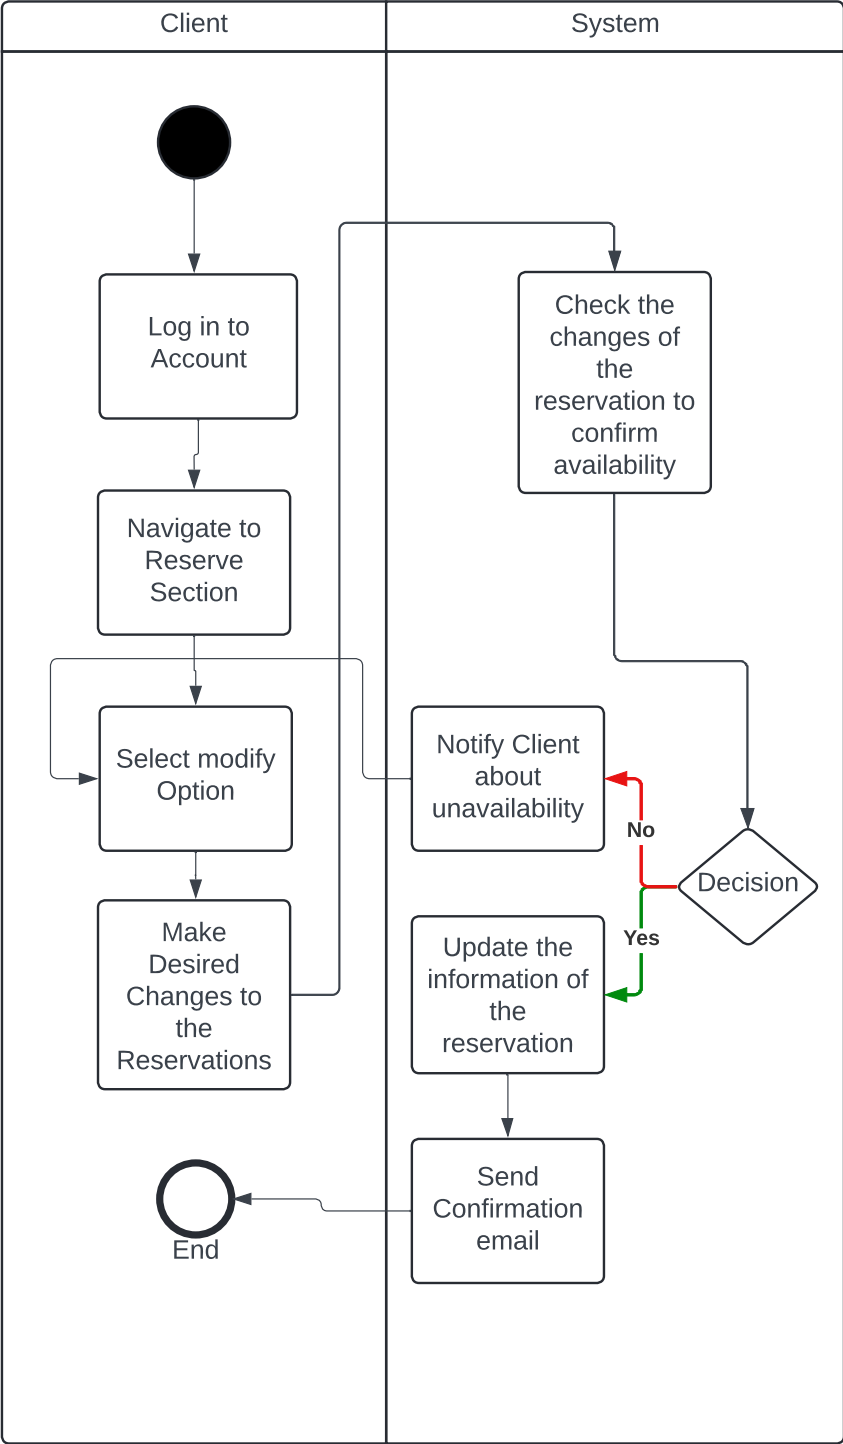 Client
System
Log in to
Account
Navigate to
Reserve
Section
Select modify
Option
Make
Desired
Changes to
the
Reservations
Check the
changes of
the
reservation to
confirm
availability
Decision
No
Yes
Notify Client
about
unavailability
Update the
information of
the
reservation
Send
Confirmation
email
End